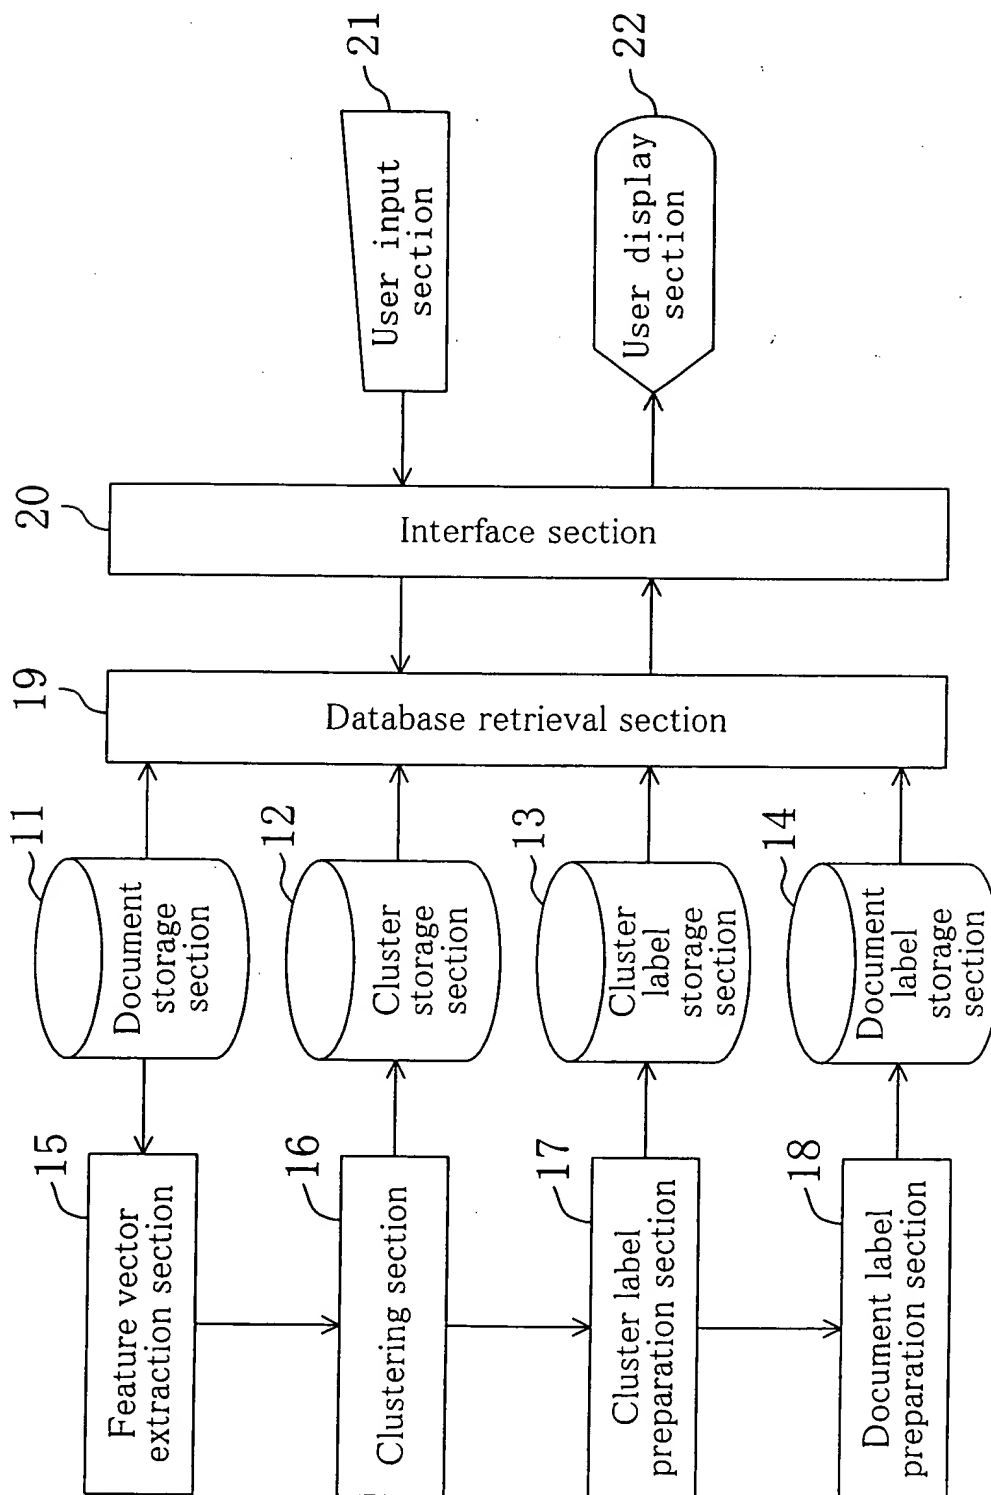 15
Feature vector
extraction section
11
Document
storage
section
19
Database retrieval section
20
Interface section
21
User input
section
16
Clustering section
12
Cluster
storage
section
22
User display
section
17
Cluster label
preparation section
13
Cluster
label
storage
section
18
Document label
preparation section
14
Document
label
storage
section